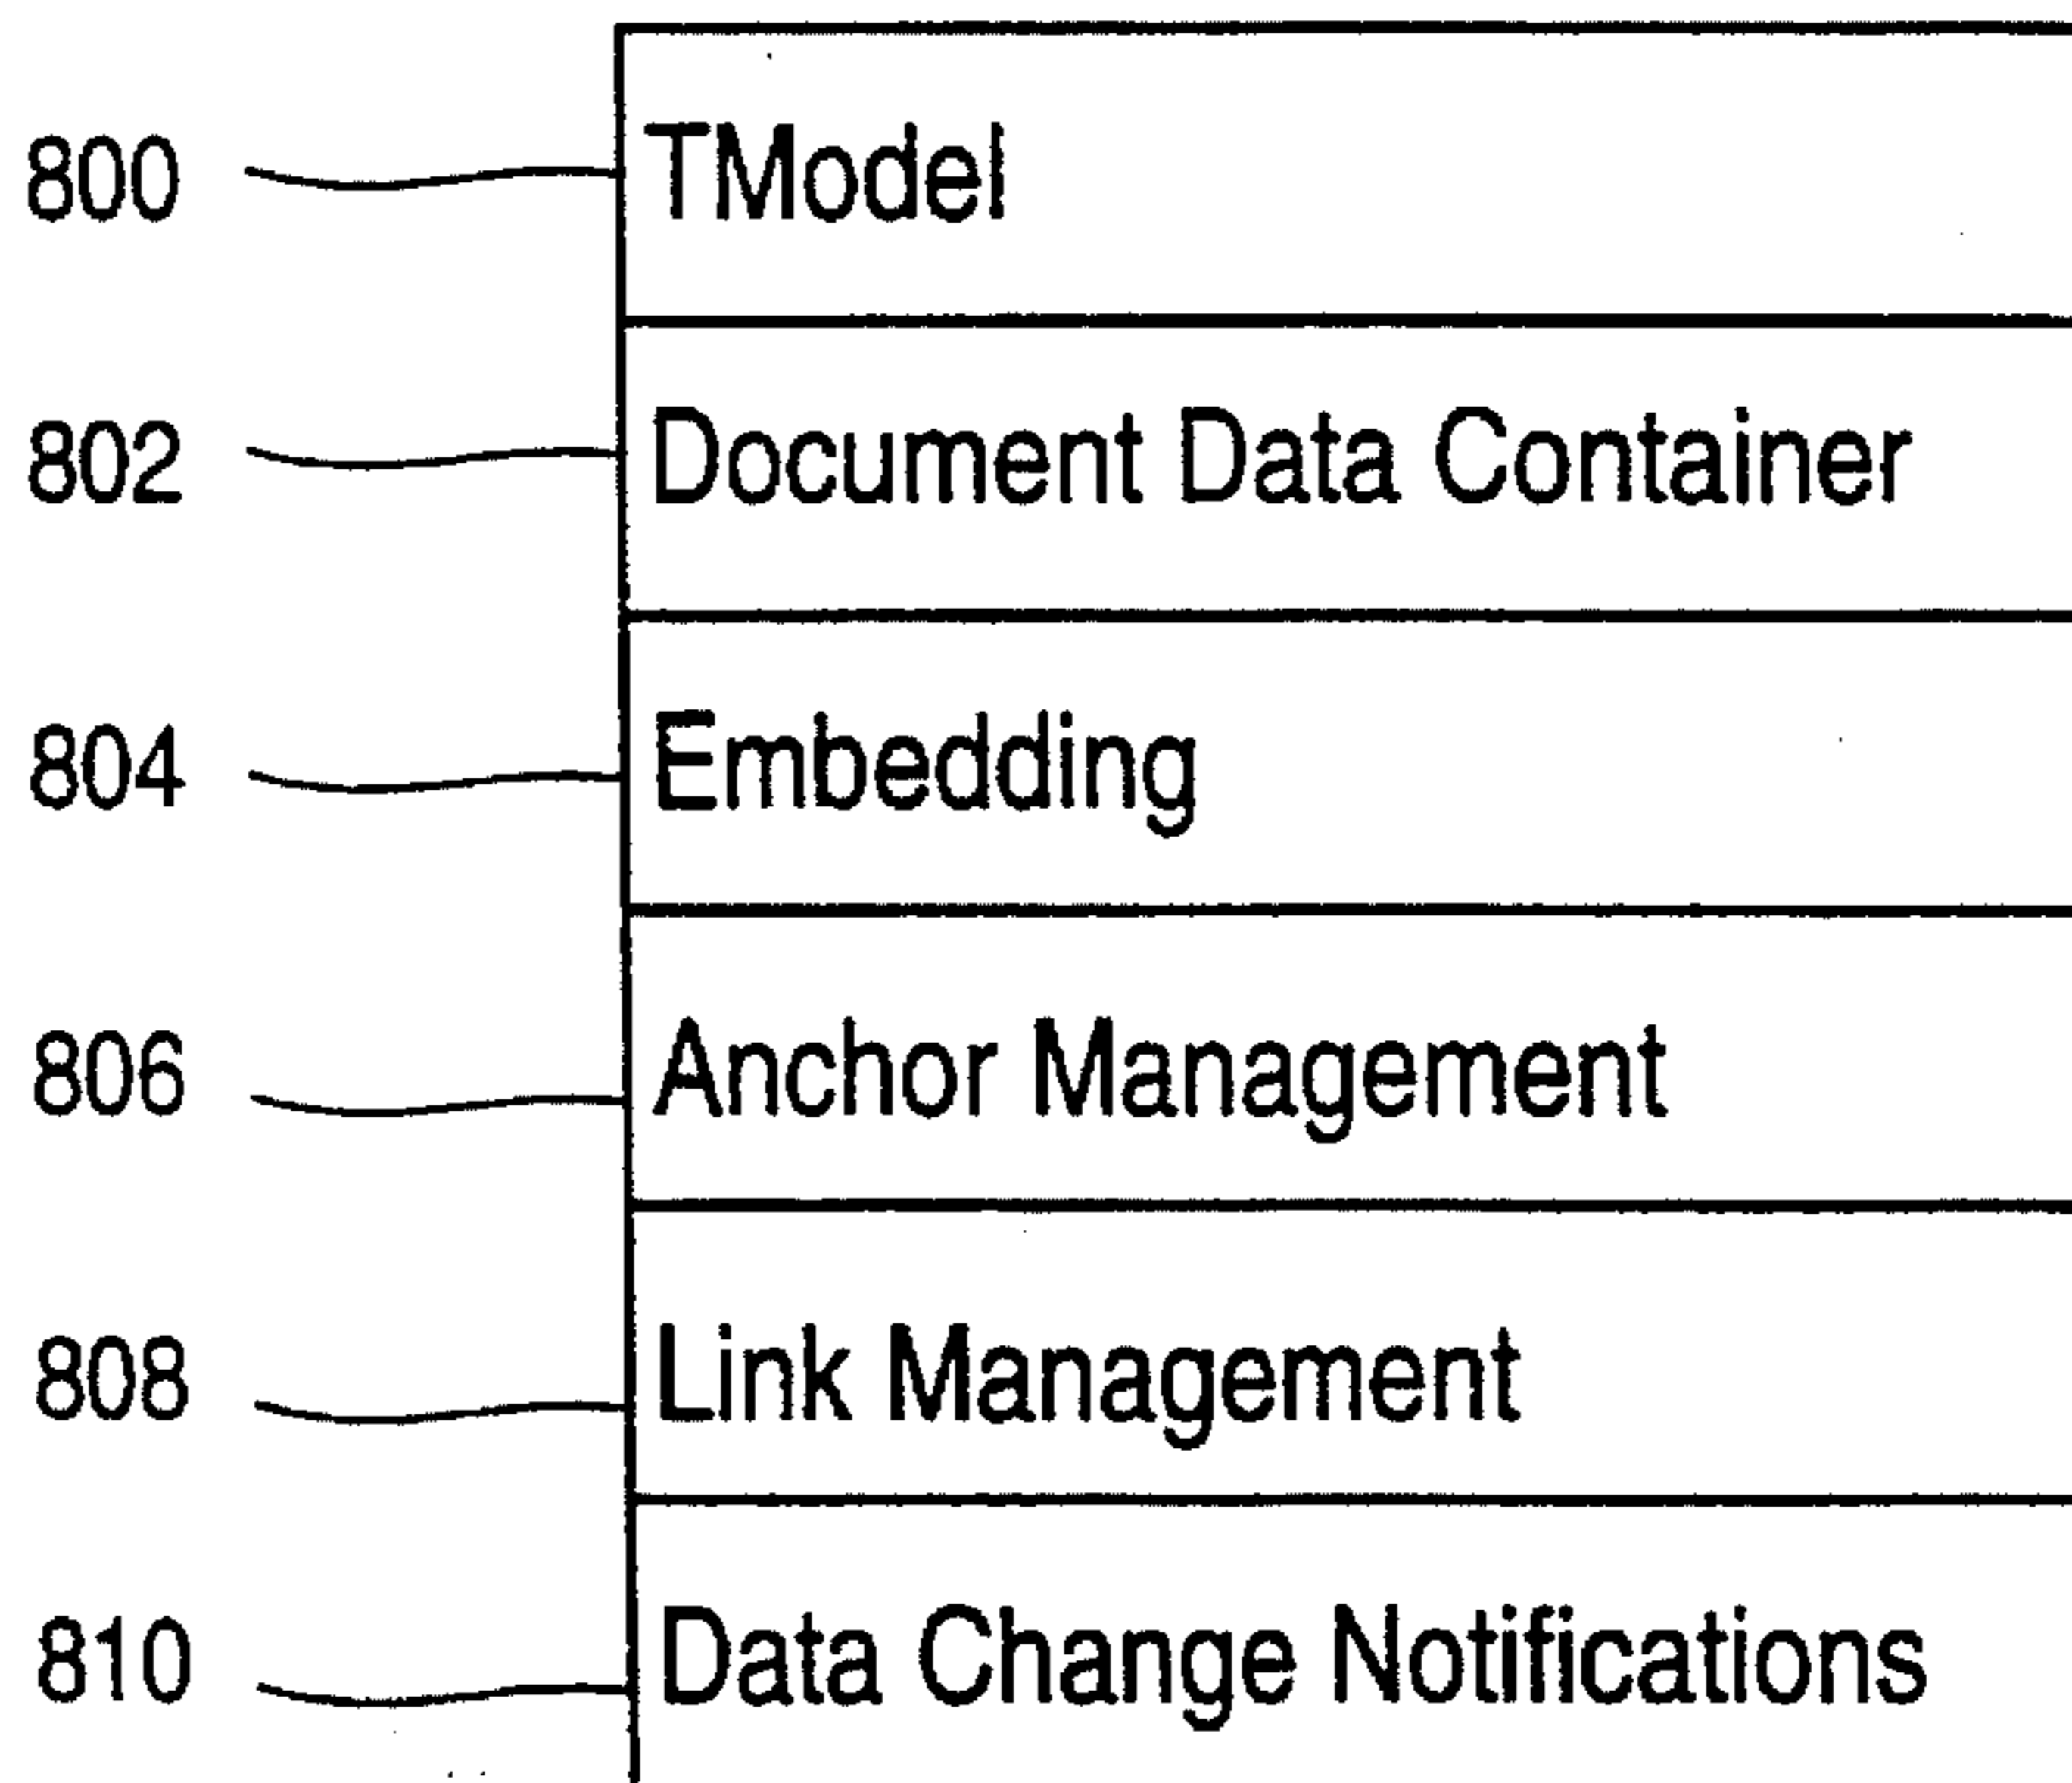 800 TModel
802 Document Data Container
804 Embedding
806 Anchor Management
808 Link Management
810 Data Change Notifications